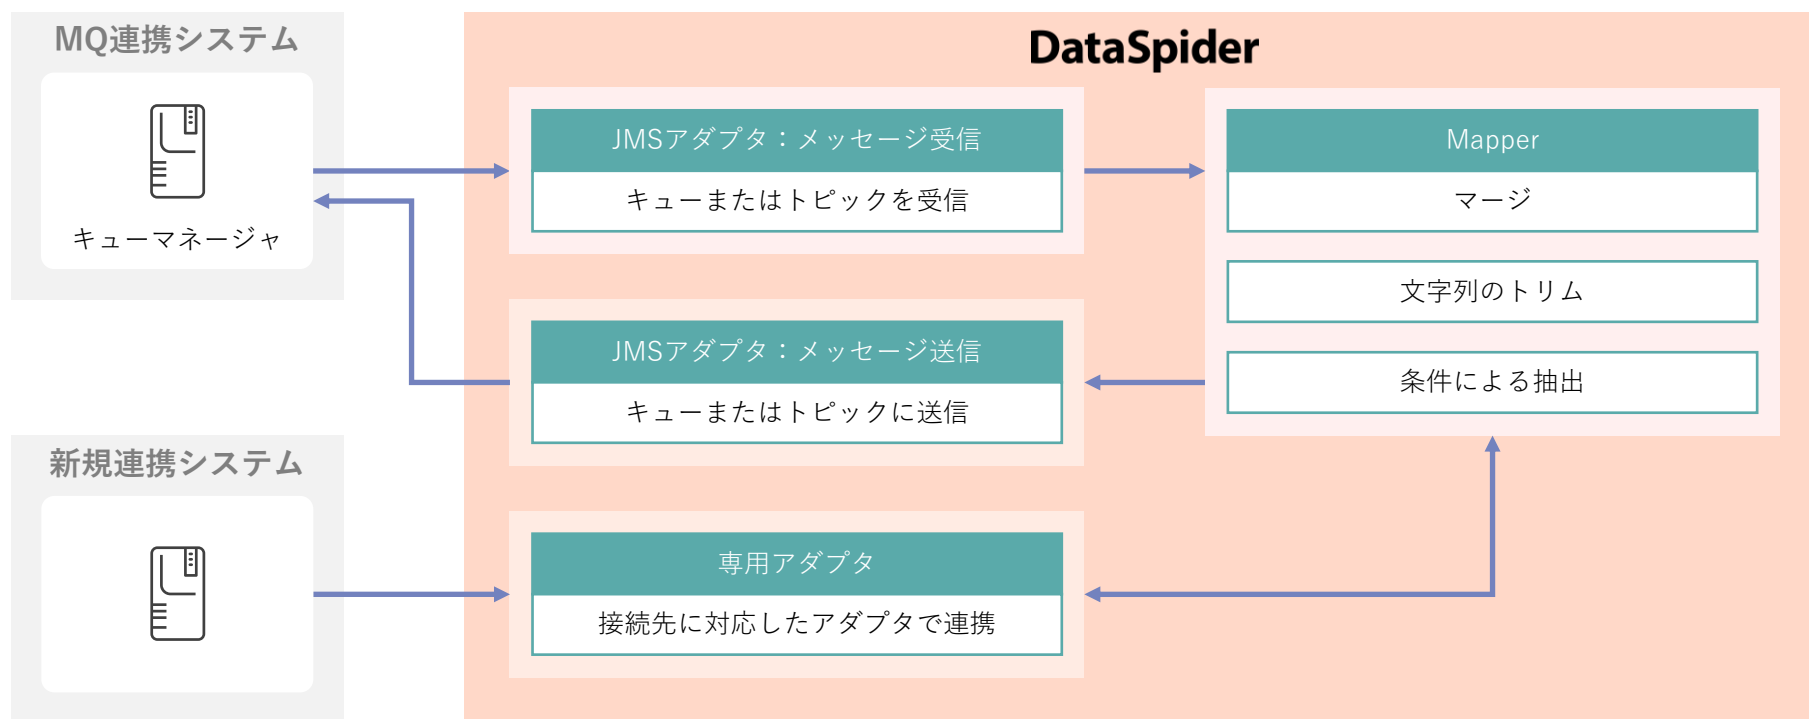 MQ連携システム
キューマネージャ
新規連携システム
DataSpider
JMSアダプタ：メッセージ受信
キューまたはトピックを受信
JMSアダプタ：メッセージ送信
キューまたはトピックに送信
専用アダプタ
接続先に対応したアダプタで連携
Mapper
マージ
文字列のトリム
条件による抽出